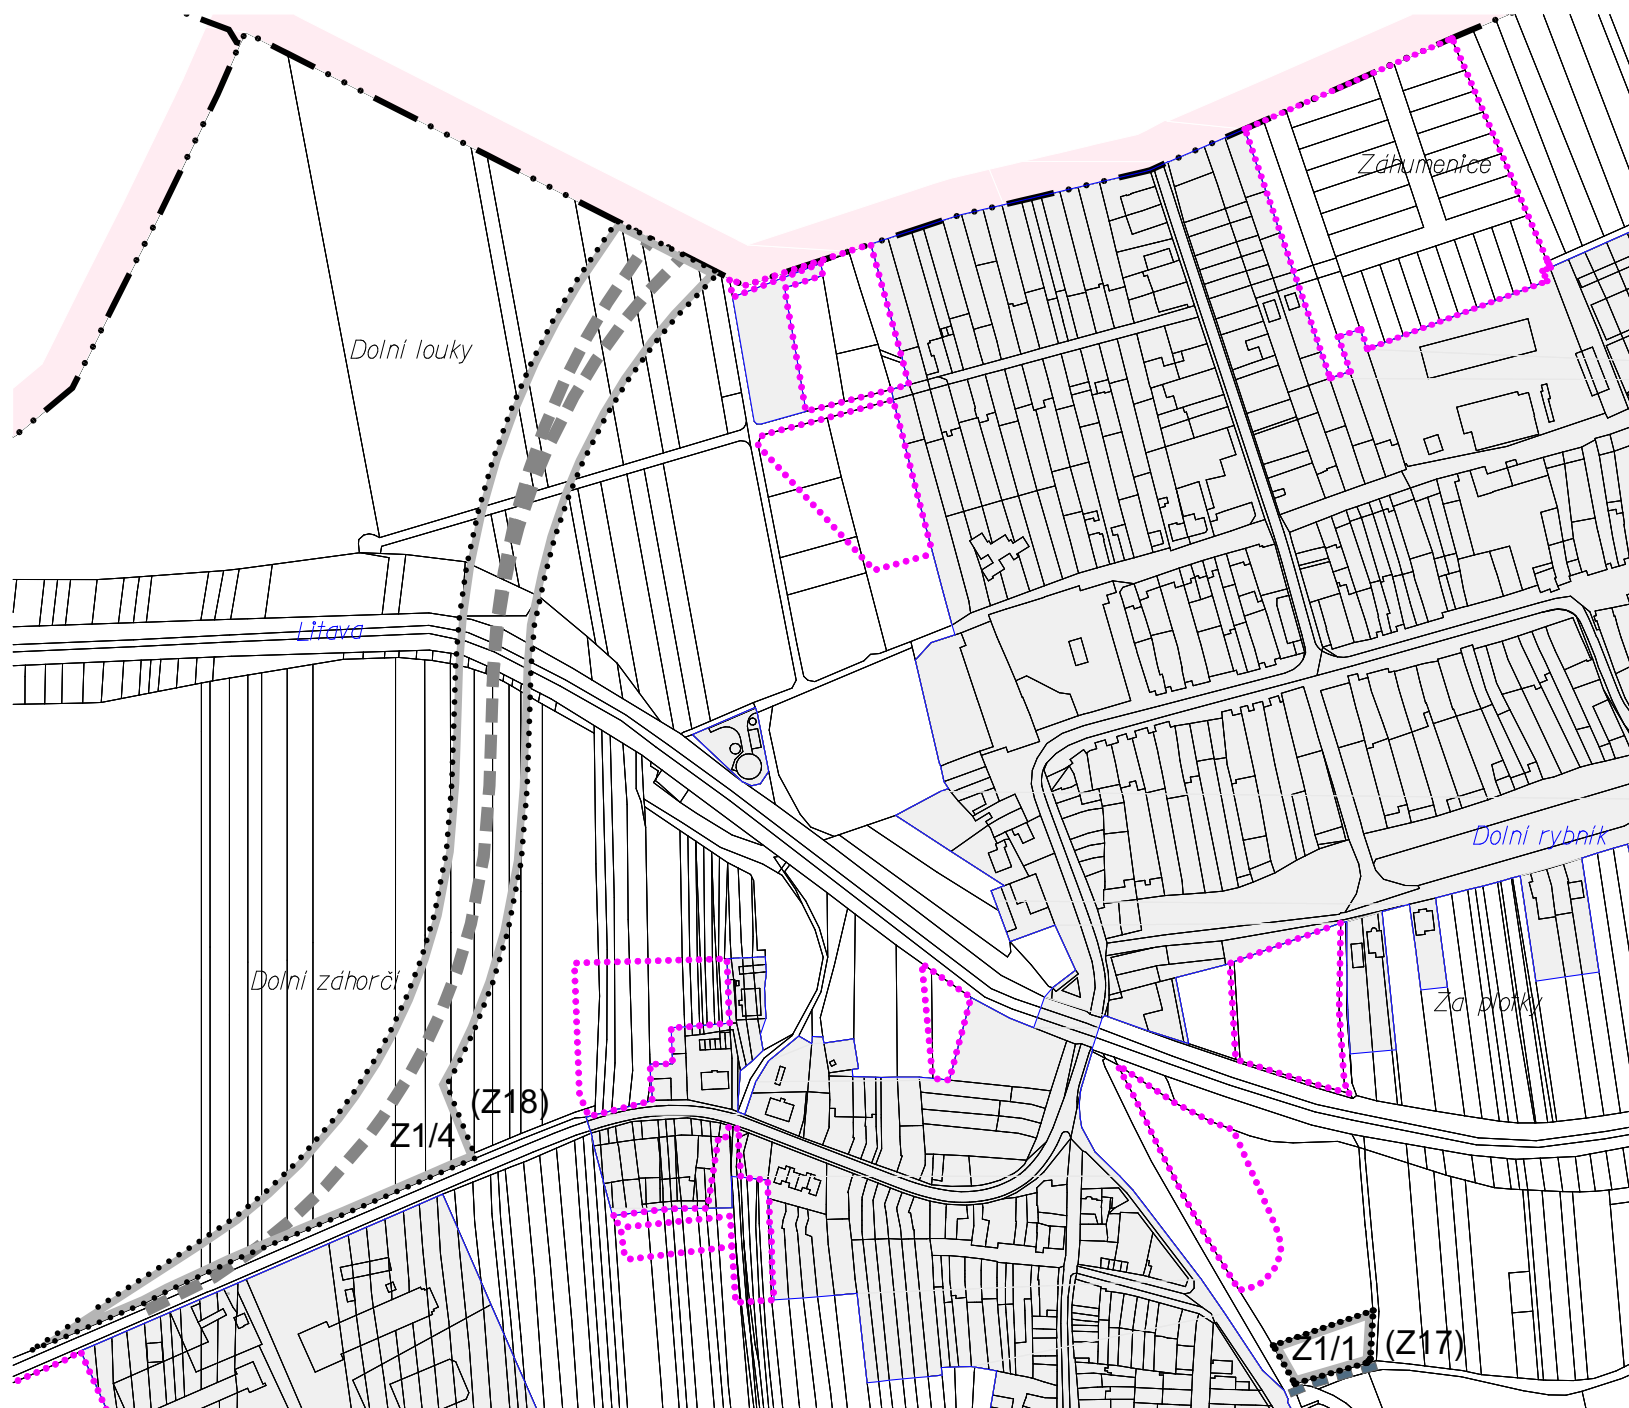 Záhumenice
Dolní louky
Litava
Dolní rybník
Dolní záhorčí
Za plotky
(Z18)
Z1/4
Z1/1 (Z17)